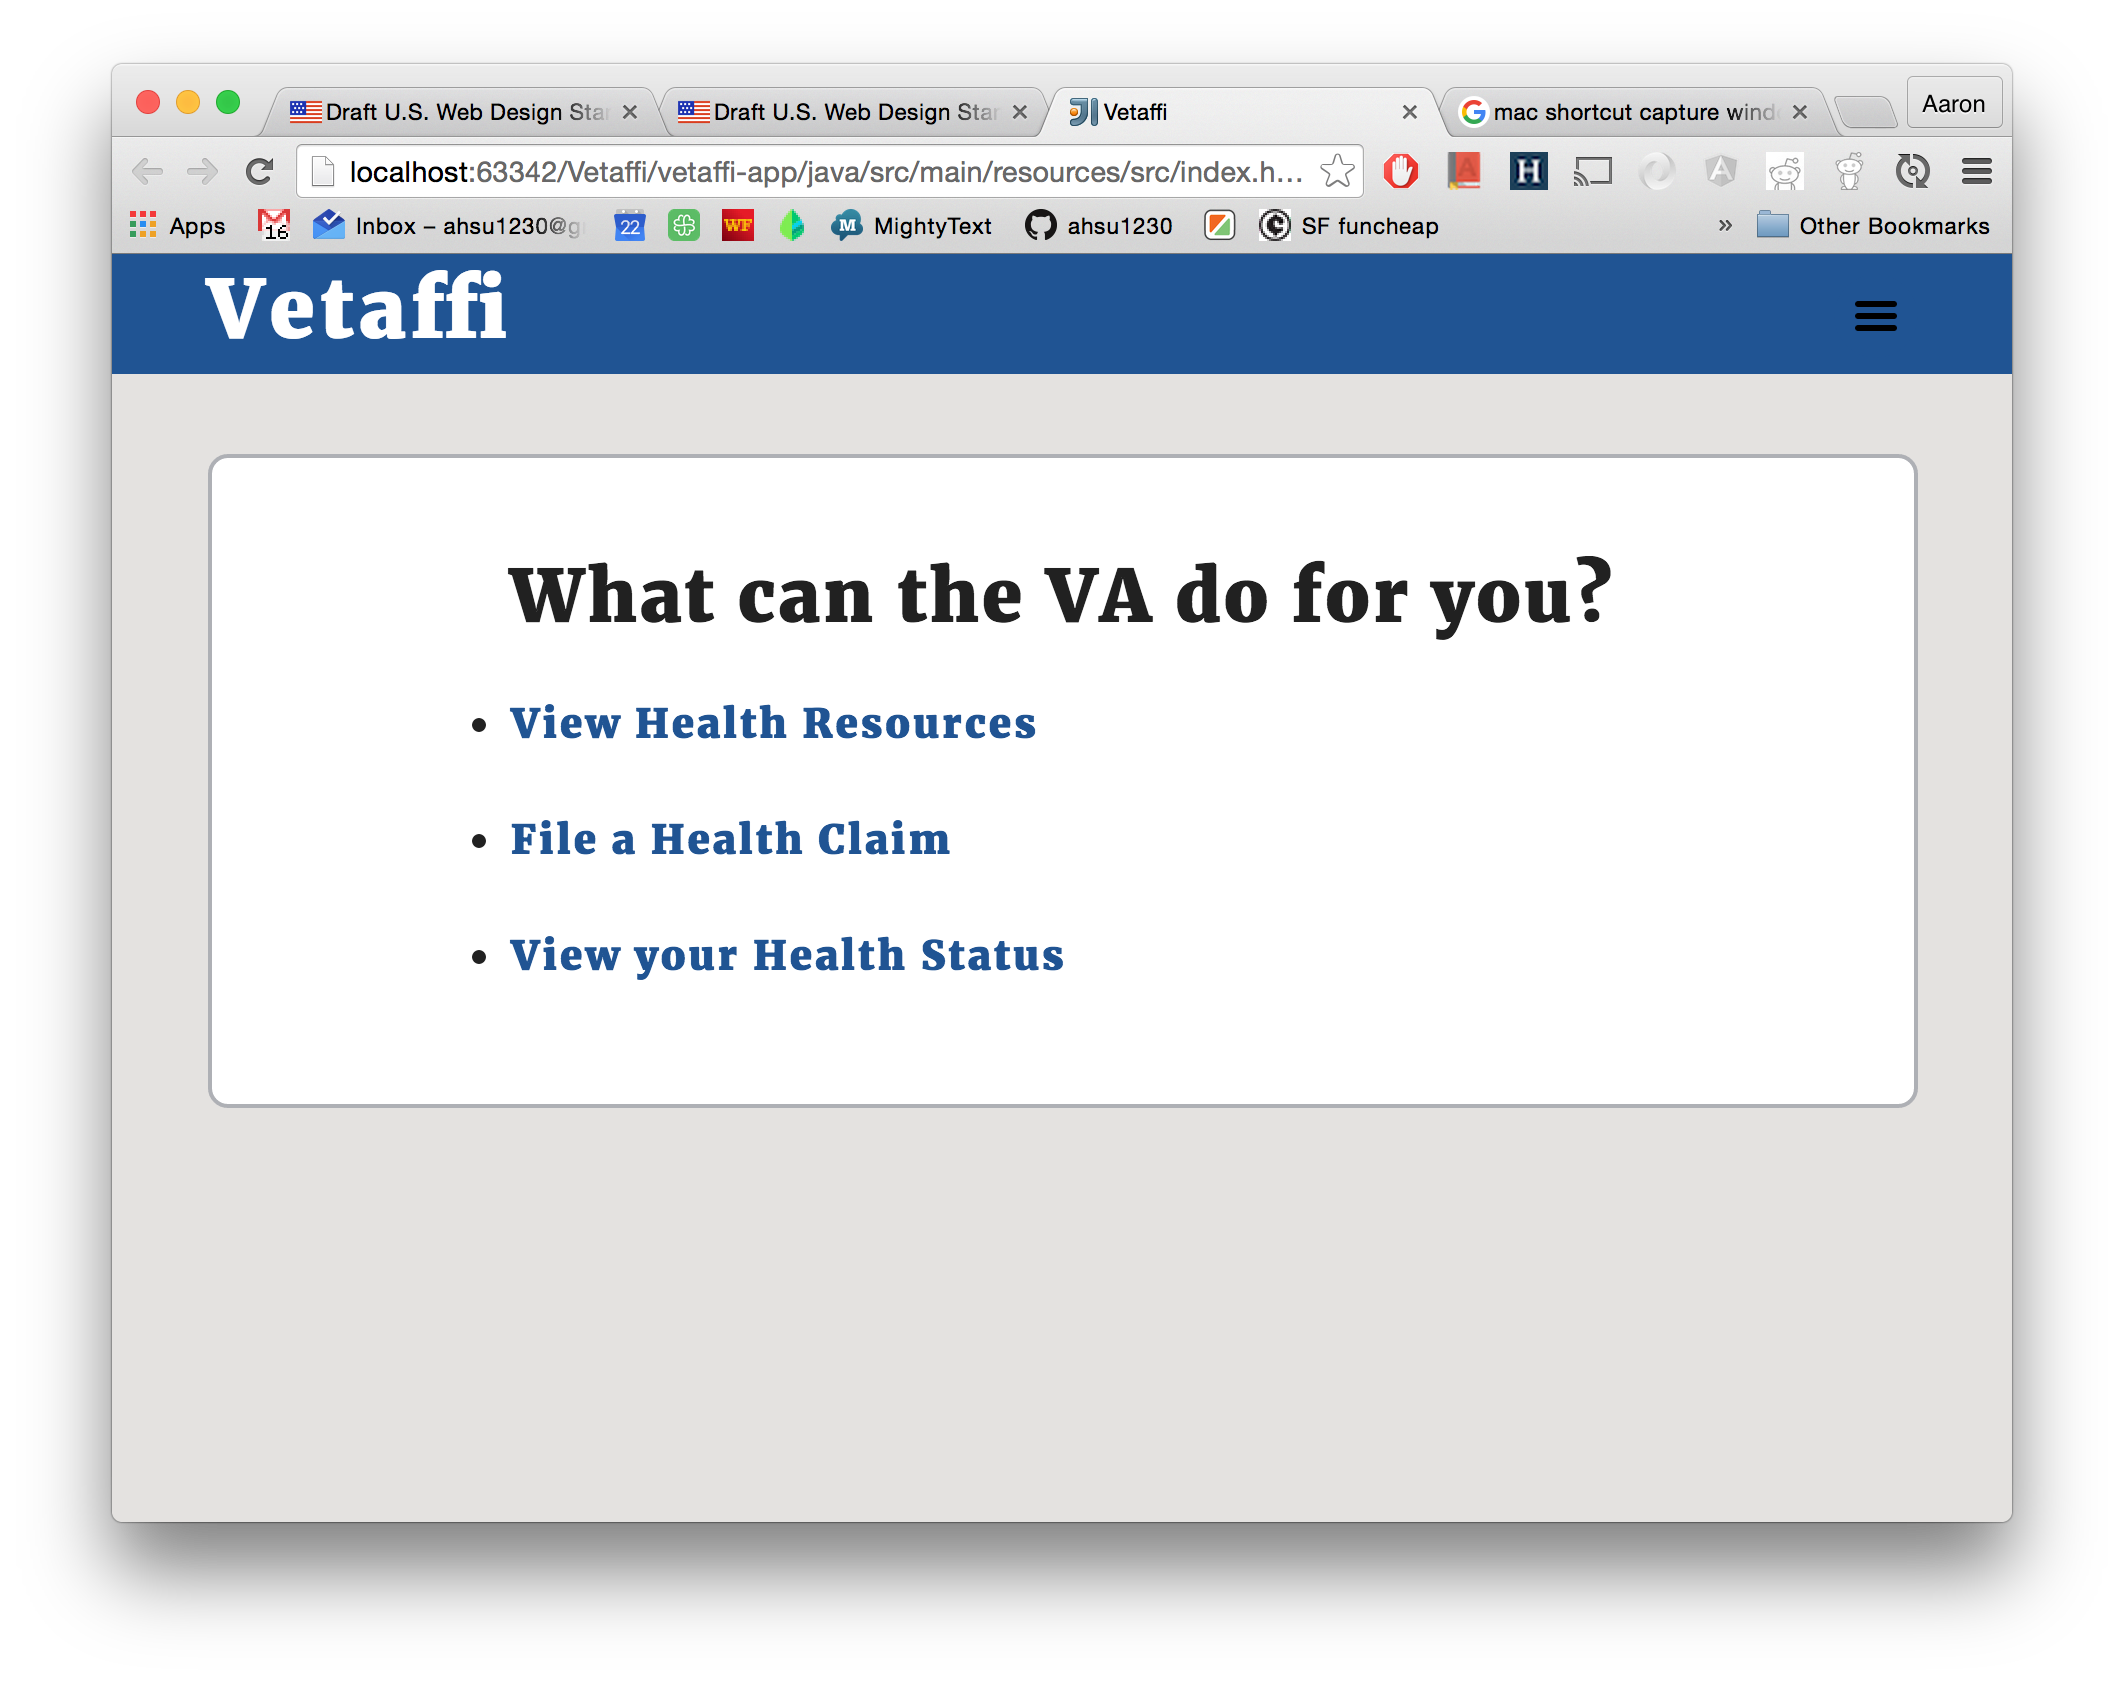 Draft U.S. Web Design Sta
Draft U.S. Web Design Star
Vetaffi
mac shortcut capture wind
Aaron
localhost:63342/Vetaffi/vetaffi-app/java/src/main/resources/src/index.h...
Apps
16
Inbox – ahsu1230@g
22
WF
M
MightyText
ahsu1230
SF funcheap
»
Other Bookmarks
Vetaffi
What can the VA do for you?
• View Health Resources
• File a Health Claim
• View your Health Status